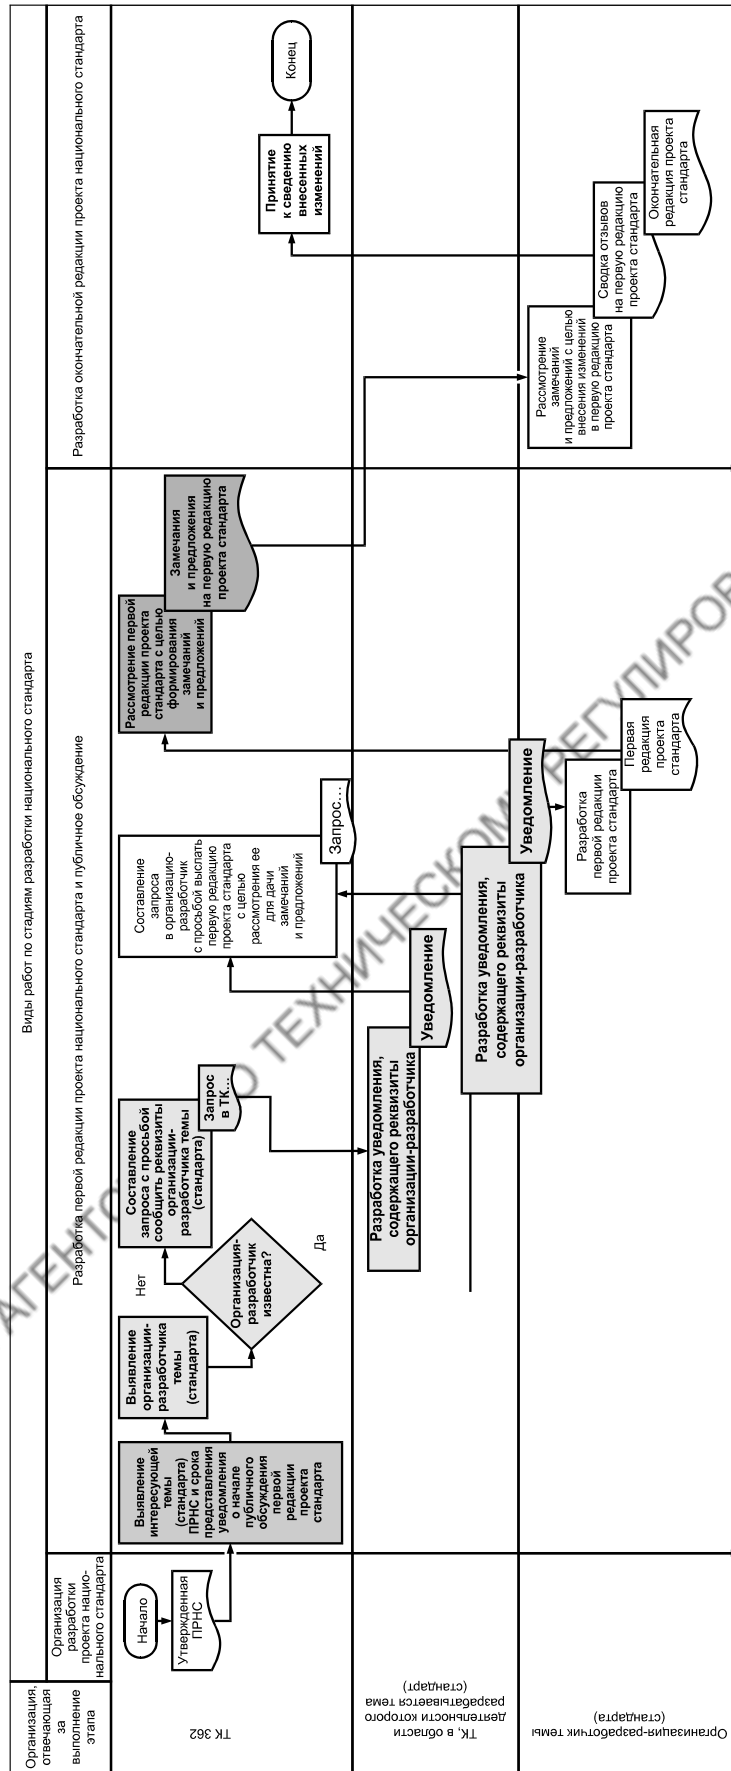 Виды работ по стадиям разработки национального стандарта
Организация,
отвечающая
за
выполнение
этапа
Организация
разработки
проекта нацио-
нального стандарта
Разработка первой редакции проекта национального стандарта и публичное обсуждение
Разработка окончательной редакции проекта национального стандарта
ТК 362
Начало
Утвержденная
ПРНС
Выявление
интересующей
темы
(стандарта)
ПРНС и срока
представления
уведомления
о начале
публичного
обсуждения
первой
редакции
проекта
стандарта
Выявление
организации-
разработчика
темы
(стандарта)
Организация-
разработчик
известна?
Нет
Да
Составление
запроса с просьбой
сообщить реквизиты
организации-
разработчика темы
(стандарта)
Запрос
в ТК...
Составление
запроса
в организацию-
разработчик
с просьбой выслать
первую редакцию
проекта стандарта
с целью
рассмотрения ее
для дачи
замечаний
и предложений
Запрос...
Рассмотрение первой
редакции проекта
стандарта с целью
формирования
замечаний
и предложений
Замечания
и предложения
на первую редакцию
проекта стандарта
Принятие
к сведению
внесенных
изменений
Конец
ТК, в области
деятельности которого
разрабатывается тема
(стандарт)
Разработка уведомления,
содержащего реквизиты
организации-разработчика
Уведомление
Разработка уведомления,
содержащего реквизиты
организации-разработчика
Уведомление
Организация-разработчик темы
(стандарта)
Разработка
первой редакции
проекта стандарта
Первая
редакция
проекта
стандарта
Рассмотрение
замечаний
и предложений с целью
внесения изменений
в первую редакцию
проекта стандарта
Сводка отзывов
на первую редакцию
проекта стандарта
Окончательная
редакция проекта
стандарта
ТЕХНИЧЕСКОМУ